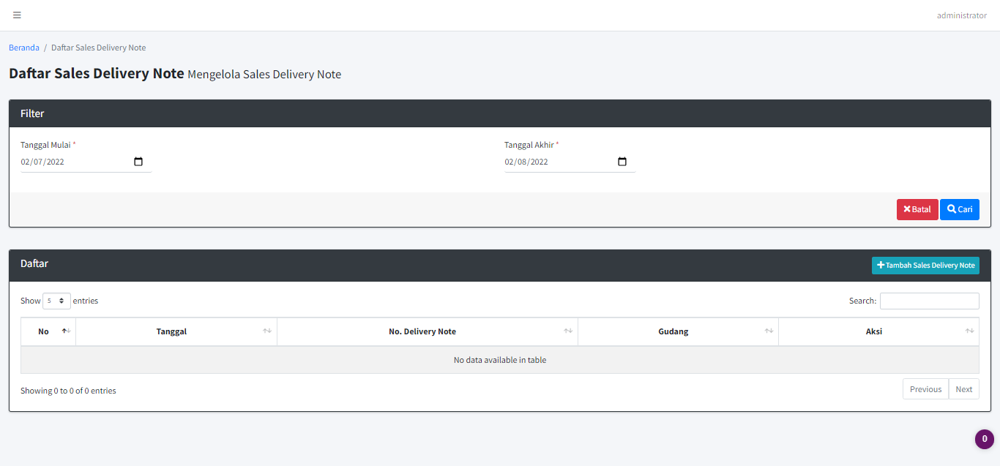 administrator
Beranda / Daftar Sales Delivery Note
Daftar Sales Delivery Note Mengelola Sales Delivery Note
Filter
Tanggal Mulai * Tanggal Akhir *
02/07/2022 02/08/2022
Batal Cari
Daftar Tambah Sales Delivery Note
Show 5 entries Search:
No Tanggal No. Delivery Note Gudang Aksi
No data available in table
Showing 0 to 0 of 0 entries Previous Next
0